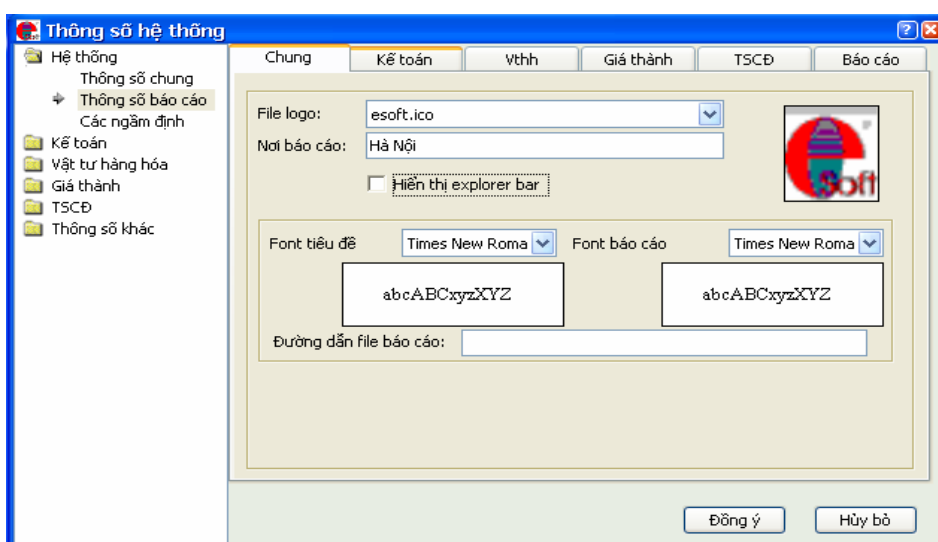 Thông số hệ thống
Hệ thống
Thông số chung
Thông số báo cáo
Các ngầm định
Kế toán
Vật tư hàng hóa
Giá thành
TSCĐ
Thông số khác
Chung Kế toán Vthh Giá thành TSCĐ Báo cáo
File logo: esoft.ico
Nơi báo cáo: Hà Nội
Hiển thị explorer bar
e Soft
Font tiêu đề Times New Roma Font báo cáo Times New Roma
abcABCxyzXYZ abcABCxyzXYZ
Đường dẫn file báo cáo:
Đồng ý Hủy bỏ